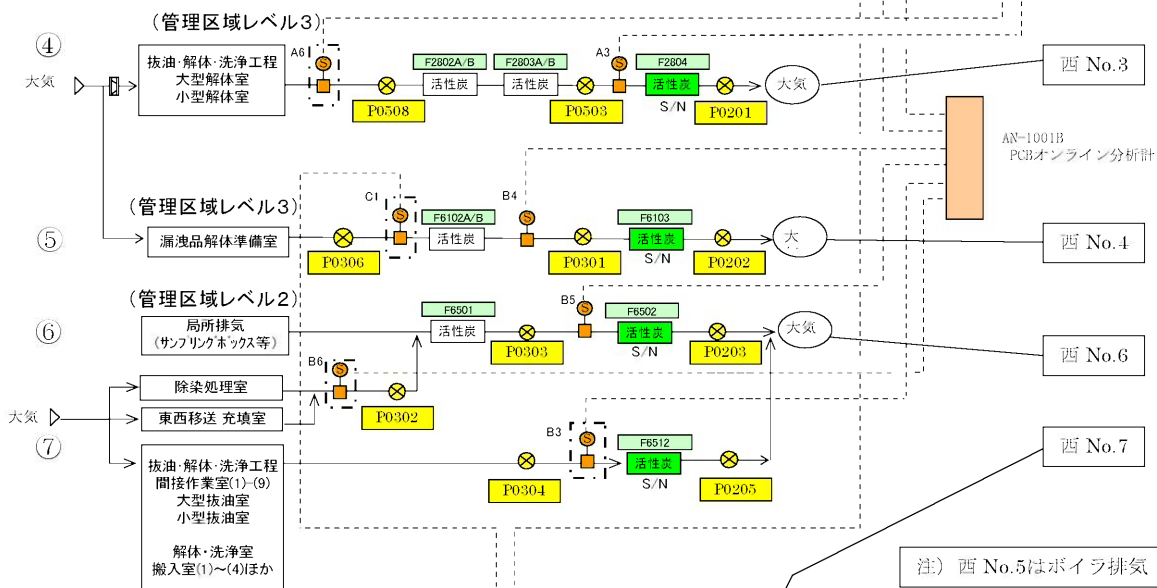 (管理区域レベル3)
④
大気
抜油・解体・洗浄工程
大型解体室
小型解体室
A6
S
P0508
F2802A/B
活性炭
F2803A/B
活性炭
P0503
A3
S
F2804
活性炭
S/N
P0201
大気
西 No.3
AN-1001B
PCBオンライン分析計
(管理区域レベル3)
⑤
漏洩品解体準備室
P0306
C1
S
F6102A/B
活性炭
B4
S
P0301
F6103
活性炭
S/N
P0202
大
西 No.4
(管理区域レベル2)
⑥
局所排気
(サンプリングボックス等)
F6501
活性炭
P0303
B5
S
F6502
活性炭
S/N
P0203
大気
西 No.6
大気
⑦
除染処理室
東西移送 充填室
B6
S
P0302
抜油・解体・洗浄工程
間接作業室(1)-(9)
大型抜油室
小型抜油室
解体・洗浄室
搬入室(1)~(4)ほか
P0304
B3
S
F6512
活性炭
S/N
P0205
西 No.7
注) 西 No.5はボイラ排気